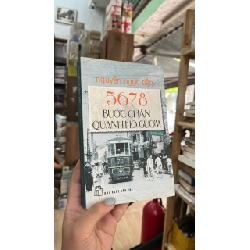 nguyễn ngọc tiến
5678
BƯỚC CHÂN
QUANH HỒ GƯƠM